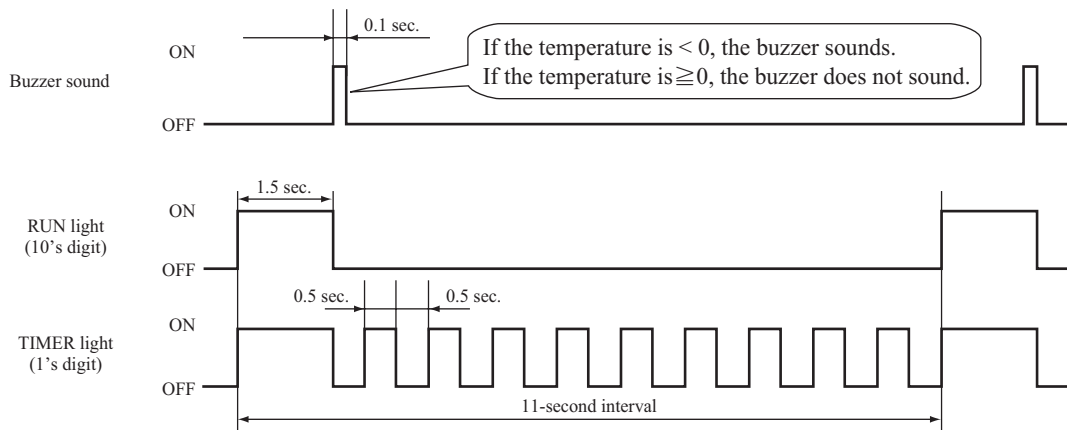 0.1 sec.
ON
If the temperature is < 0, the buzzer sounds.
If the temperature is ≧0, the buzzer does not sound.
Buzzer sound
OFF
1.5 sec.
ON
RUN light
(10's digit)
OFF
0.5 sec.
0.5 sec.
ON
TIMER light
(1's digit)
OFF
11-second interval